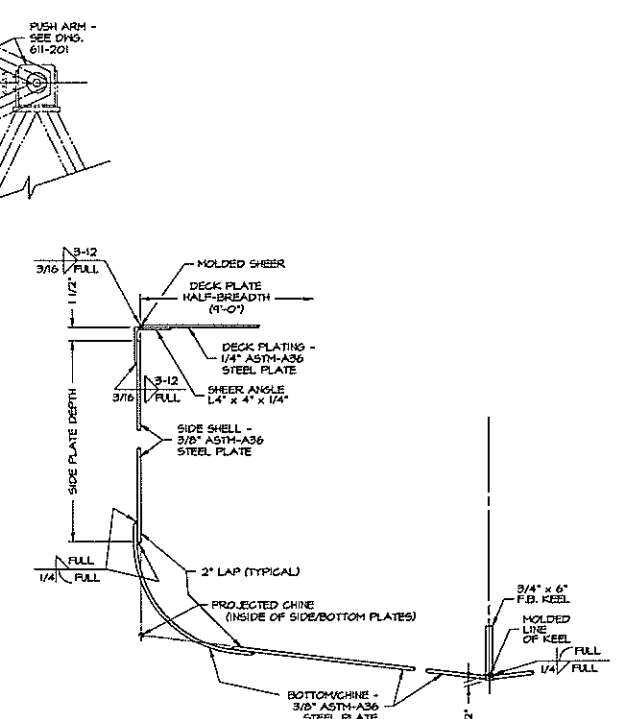 PUSH ARM -
SEE DWG.
611-201
3-12
3/16 FULL
1 1/2"
MOLDED SHEER
DECK PLATE
HALF-BREADTH
(9'-0")
DECK PLATING -
1/4" ASTM-A36
STEEL PLATE
3-12
3/16 FULL
SHEER ANGLE
L4" x 4" x 1/4"
SIDE PLATE DEPTH
SIDE SHELL -
3/8" ASTM-A36
STEEL PLATE
FULL
1/4 FULL
2" LAP (TYPICAL)
PROJECTED CHINE
(INSIDE OF SIDE/BOTTOM PLATES)
3/4" x 6"
F.B. KEEL
MOLDED
LINE
OF KEEL
FULL
1/4 FULL
BOTTOM/CHINE -
3/8" ASTM-A36
STEEL PLATE